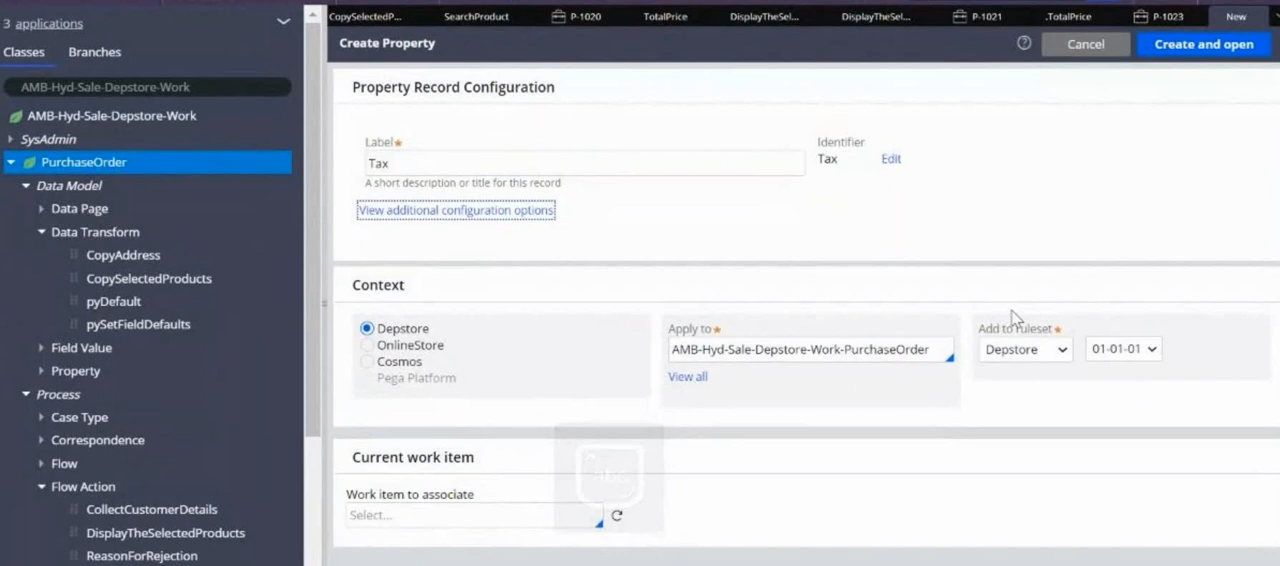 3 applications
CopySelectedP... SearchProduct P-1020 TotalPrice DisplayTheSel... DisplayTheSel... P-1021 .TotalPrice P-1023 New
Classes Branches
Create Property
Cancel Create and open
AMB-Hyd-Sale-Depstore-Work
AMB-Hyd-Sale-Depstore-Work
SysAdmin
PurchaseOrder
Data Model
Data Page
Data Transform
CopyAddress
CopySelectedProducts
pyDefault
pySetFieldDefaults
Field Value
Property
Process
Case Type
Correspondence
Flow
Flow Action
CollectCustomerDetails
DisplayTheSelectedProducts
ReasonForRejection
Property Record Configuration
Label★
Tax
A short description or title for this record
Identifier
Tax Edit
View additional configuration options
Context
Depstore
OnlineStore
Cosmos
Pega Platform
Apply to★
AMB-Hyd-Sale-Depstore-Work-PurchaseOrder
View all
Add to ruleset★
Depstore 01-01-01
Current work item
Work item to associate
Select...
abc